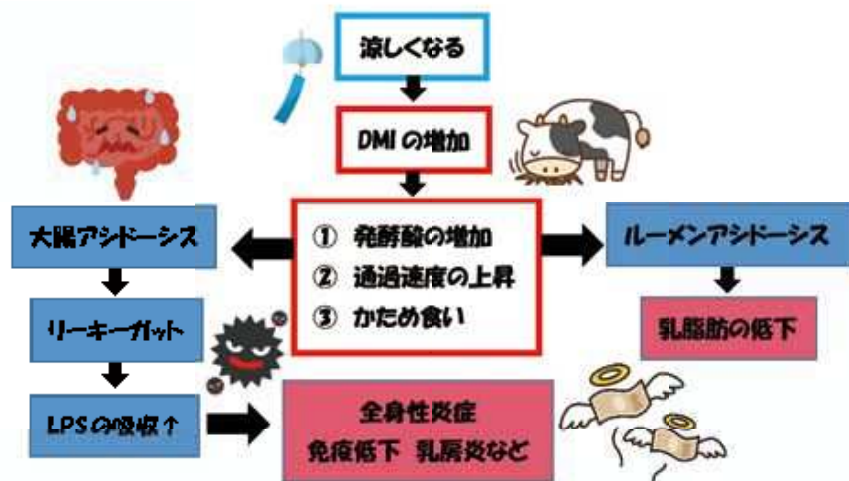 涼しくなる
DMIの増加
① 発酵酸の増加
② 通過速度の上昇
③ かため食い
大腸アシドーシス
リーキーガット
LPSの吸収↑
ルーメンアシドーシス
乳脂肪の低下
全身性炎症
免疫低下 乳房炎など